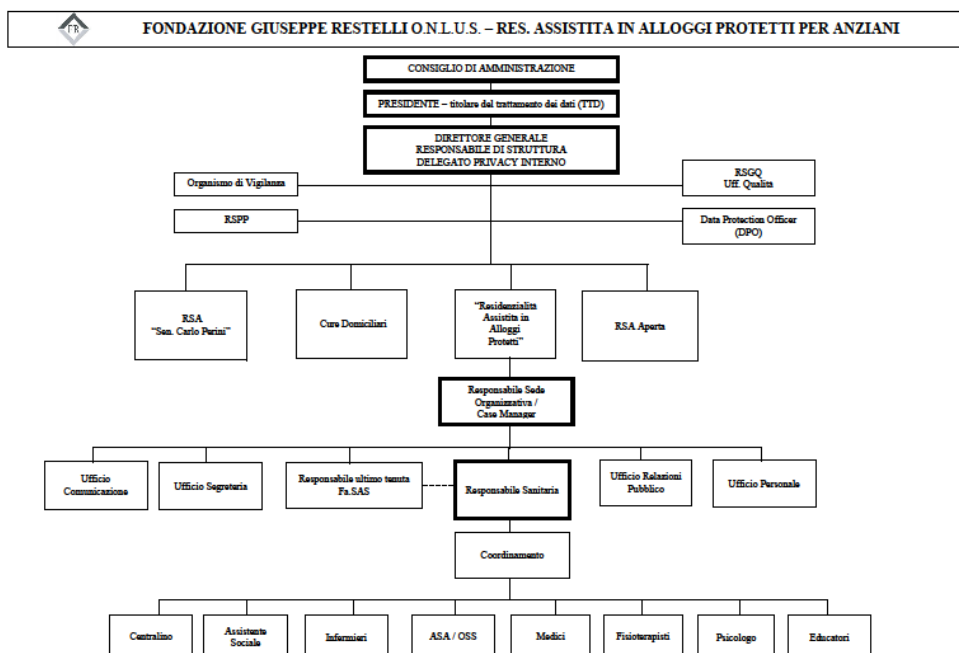 FR
FONDAZIONE GIUSEPPE RESTELLI O.N.L.U.S. – RES. ASSISTITA IN ALLOGGI PROTETTI PER ANZIANI
CONSIGLIO DI AMMINISTRAZIONE
PRESIDENTE – titolare del trattamento dei dati (TTD)
DIRETTORE GENERALE
RESPONSABILE DI STRUTTURA
DELEGATO PRIVACY INTERNO
Organismo di Vigilanza
RSGQ
Uff. Qualità
RSPP
Data Protection Officer
(DPO)
RSA
“Sen. Carlo Perini”
Cure Domiciliari
“Residenzialità
Assistita in
Alloggi
Protetti”
RSA Aperta
Responsabile Sede
Organizzativa /
Case Manager
Ufficio
Comunicazione
Ufficio Segreteria
Responsabile ultimo tenuta
Fa.SAS
Responsabile Sanitaria
Ufficio Relazioni
Pubblico
Ufficio Personale
Coordinamento
Centralino
Assistente
Sociale
Infermieri
ASA / OSS
Medici
Fisioterapisti
Psicologo
Educatori